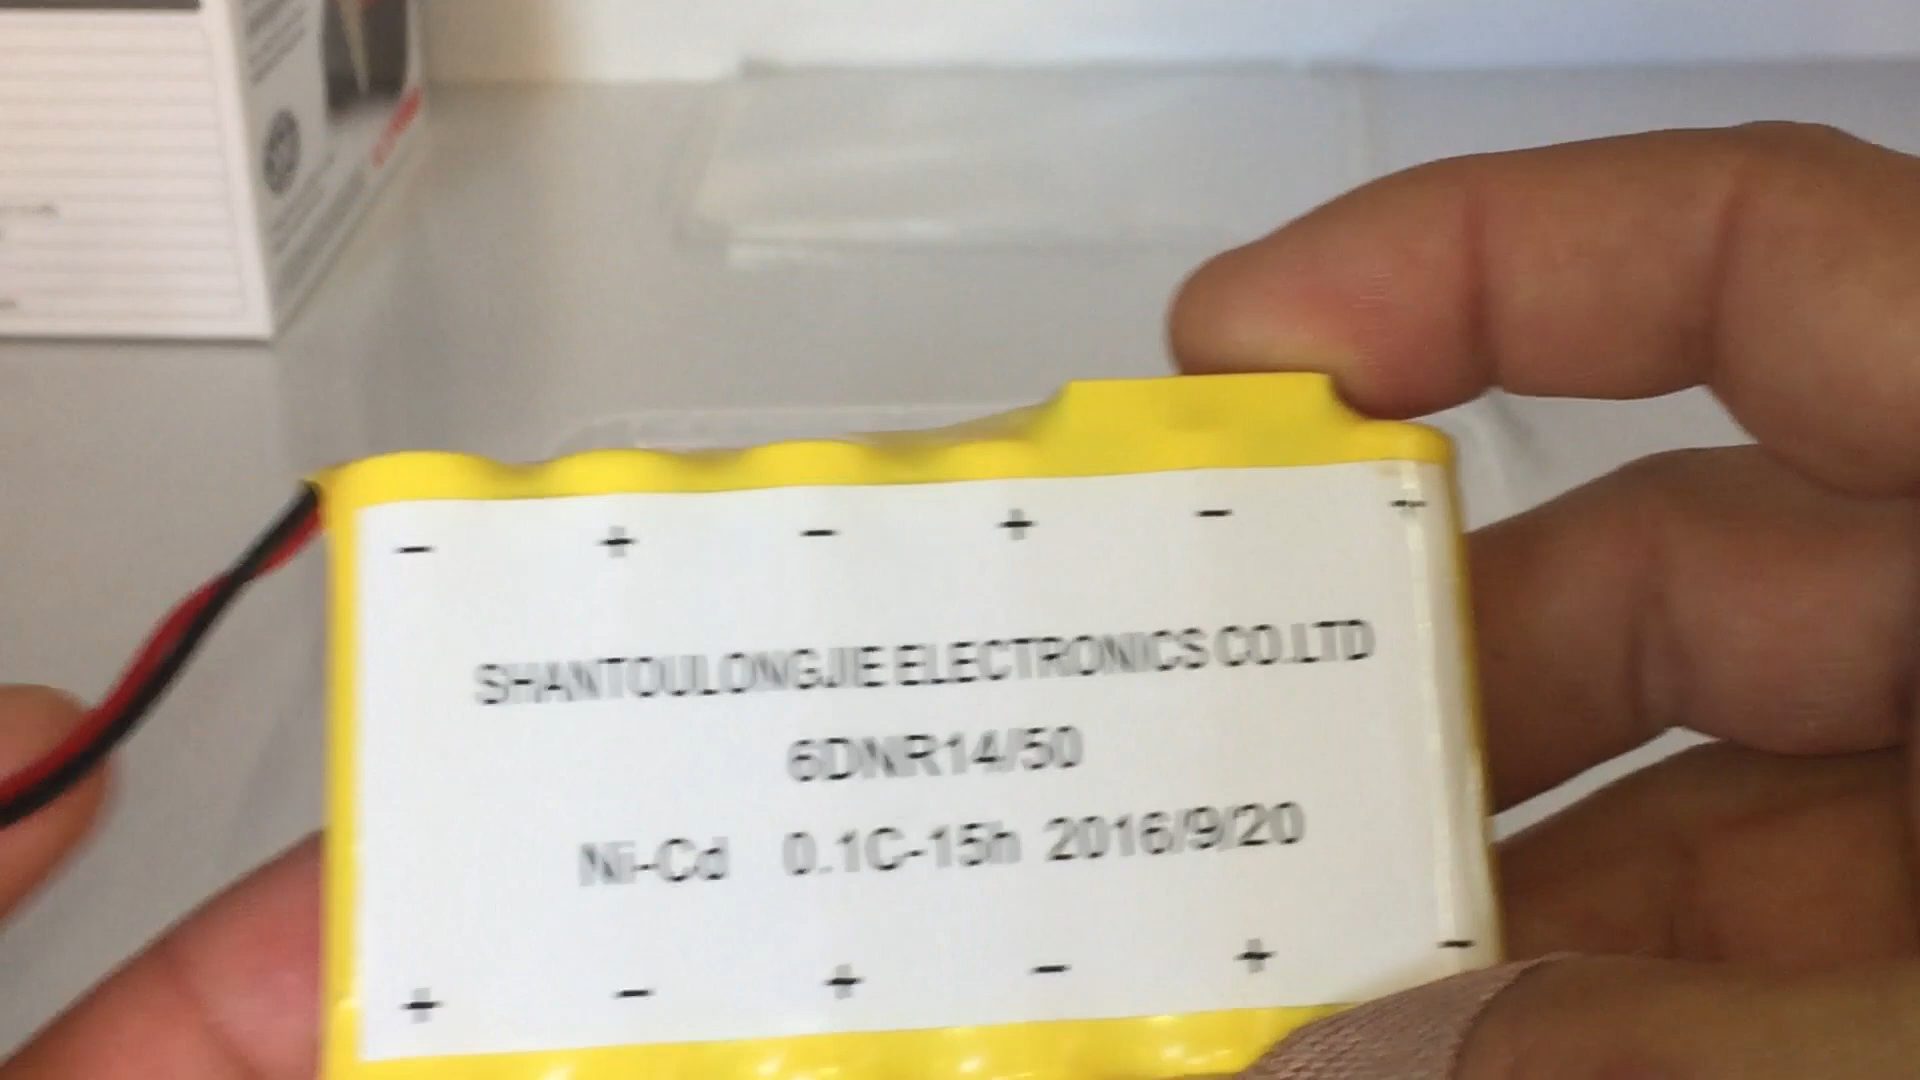 - + - + - +
SHANTOULONGJIE ELECTRONICS CO.LTD
6DNR14/50
Ni-Cd 0.1C-15h 2016/9/20
+ - + - + -